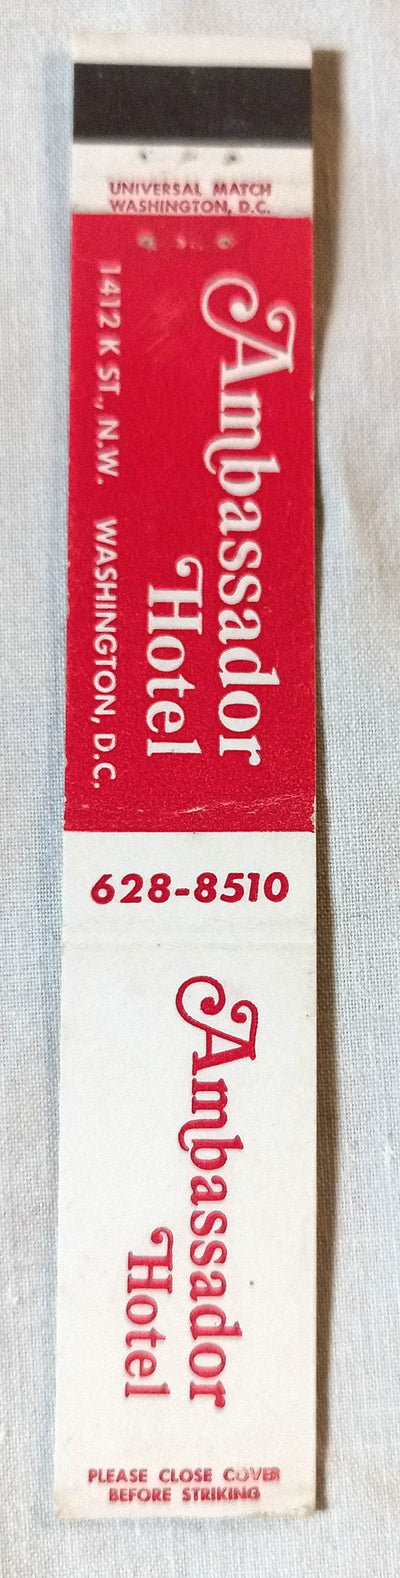 UNIVERSAL MATCH
WASHINGTON, D.C.
Ambassador
Hotel
1412 K ST., N.W. WASHINGTON, D.C.
628-8510
Ambassador
Hotel
PLEASE CLOSE COVER
BEFORE STRIKING